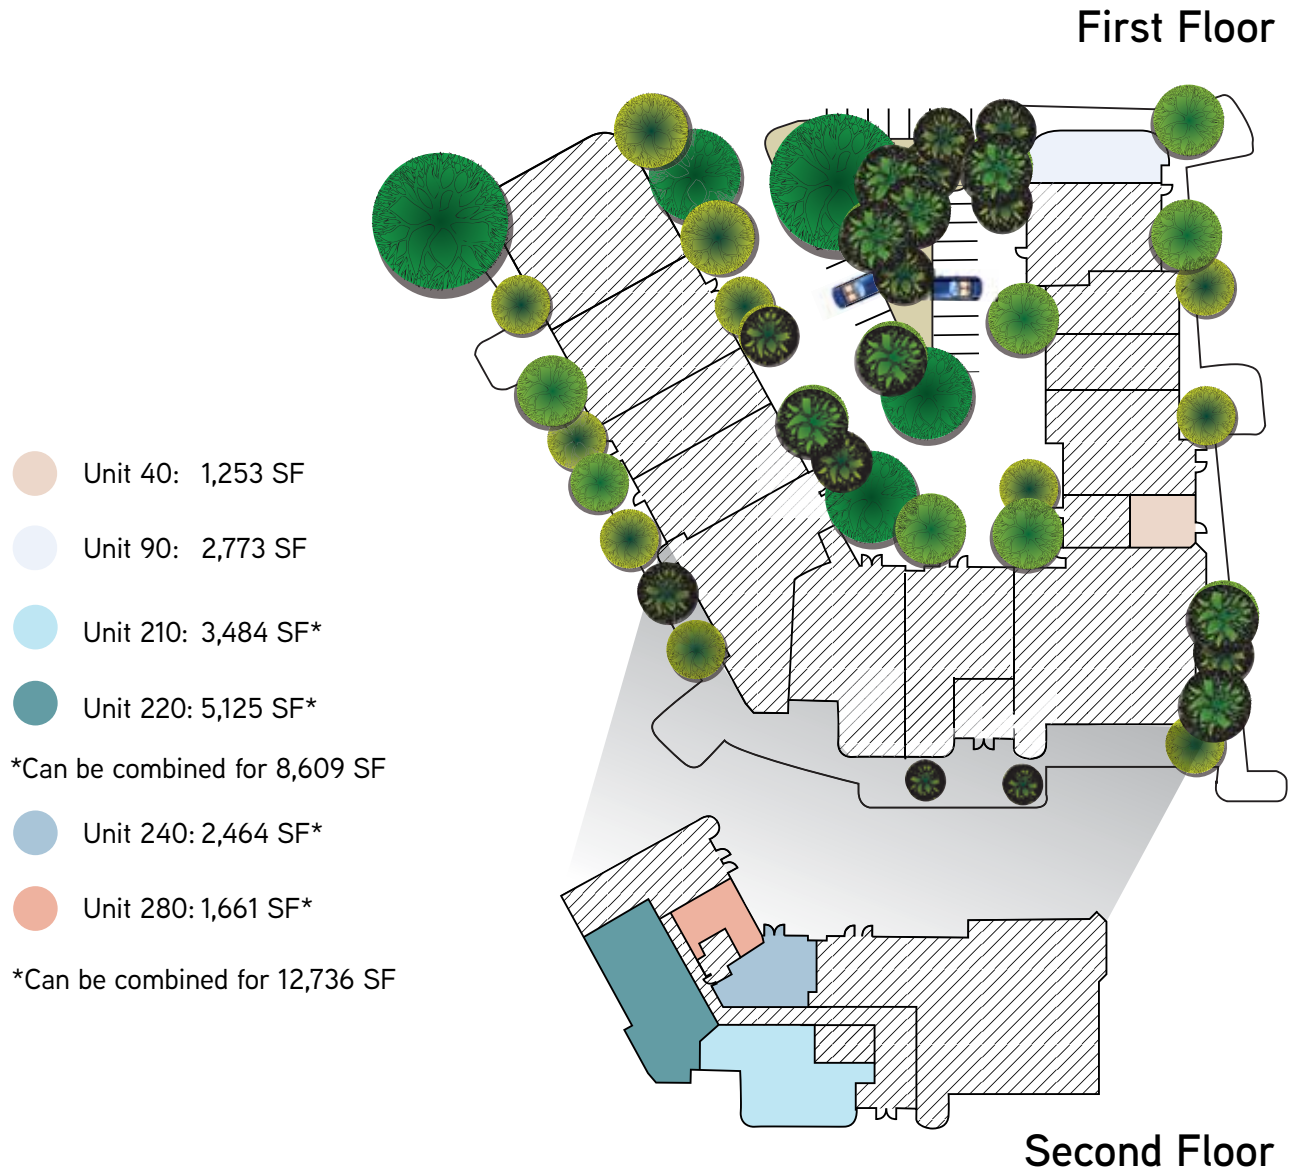 First Floor
Unit 40: 1,253 SF
Unit 90: 2,773 SF
Unit 210: 3,484 SF*
Unit 220: 5,125 SF*
*Can be combined for 8,609 SF
Unit 240: 2,464 SF*
Unit 280: 1,661 SF*
*Can be combined for 12,736 SF
Second Floor